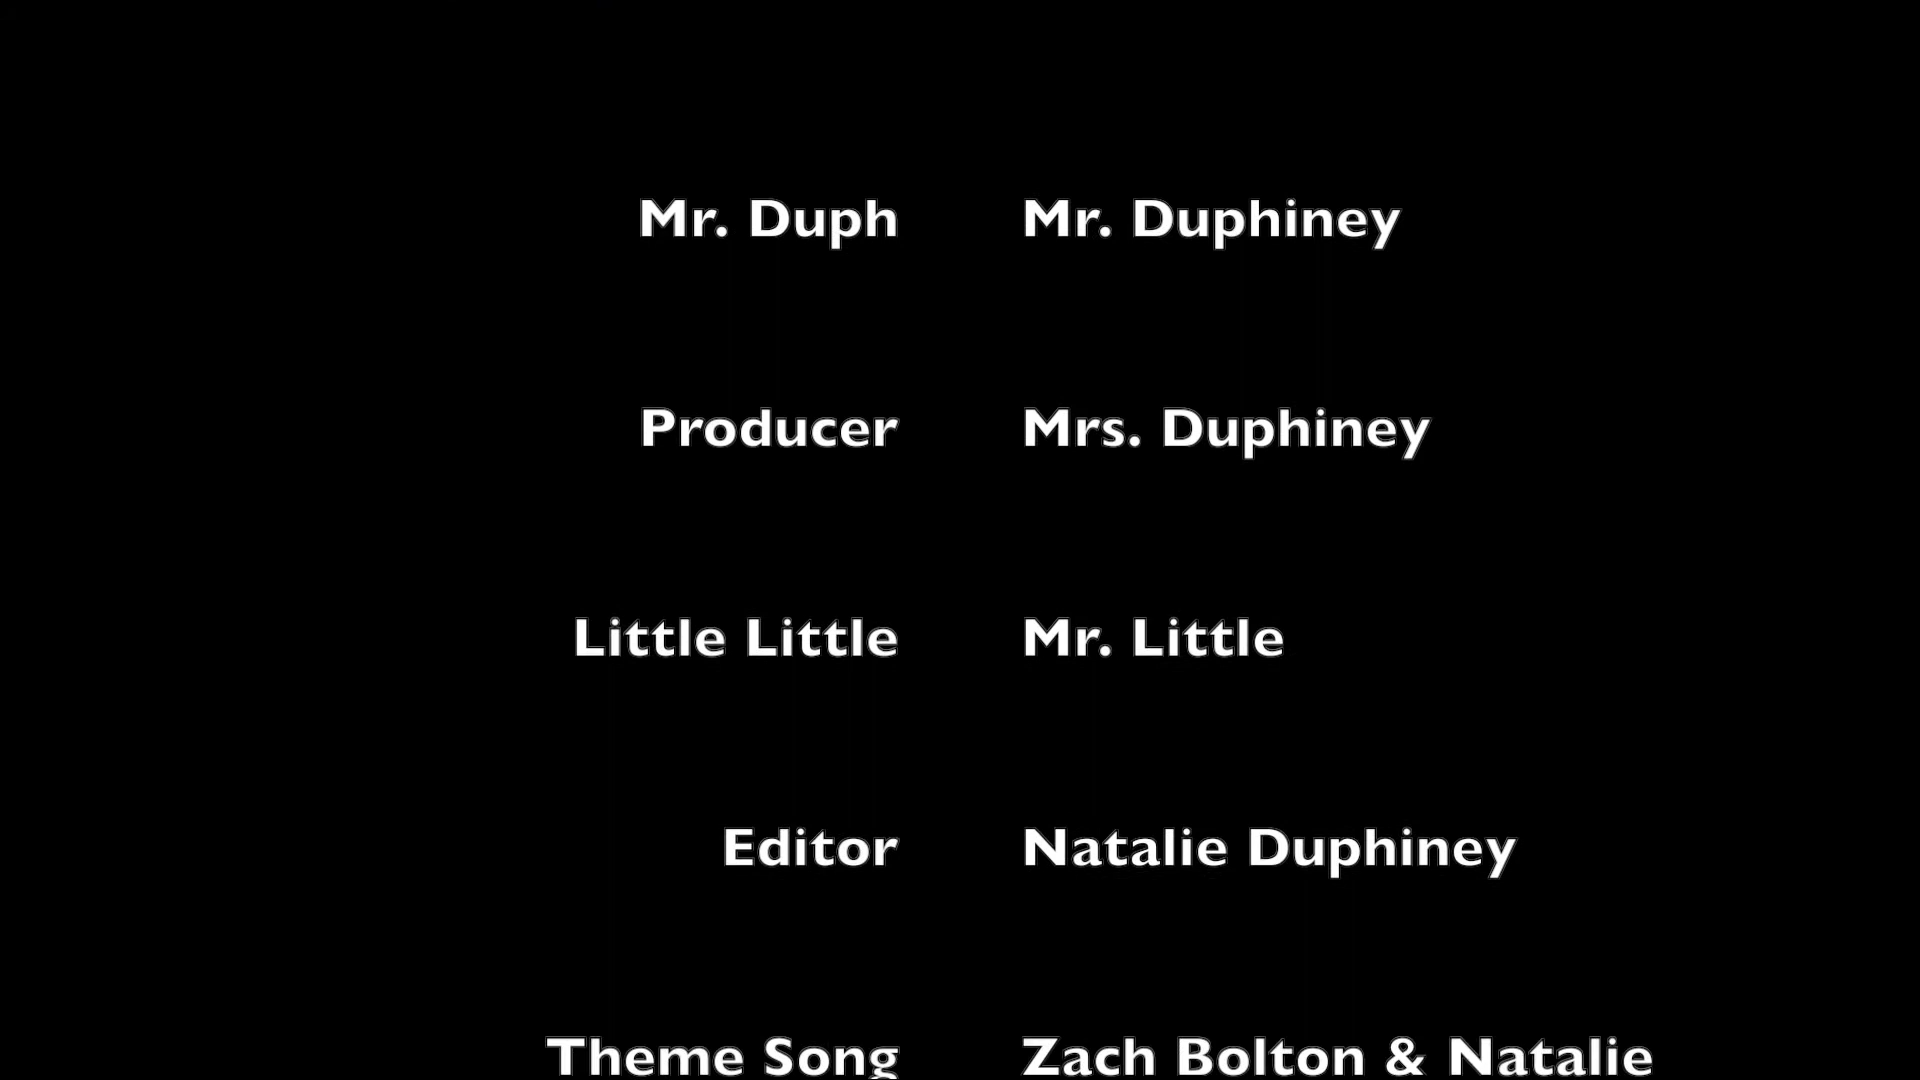 Mr. Duph Mr. Duphiney
Producer Mrs. Duphiney
Little Little Mr. Little
Editor Natalie Duphiney
Theme Song Zach Bolton & Natalie